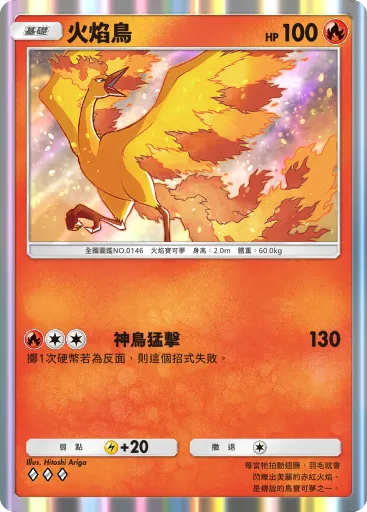 基礎 火焰鳥 HP 100
全國圖鑑NO.0146 火焰寶可夢 身高：2.0m 體重：60.0kg
神鳥猛擊 130
擲1次硬幣若為反面，則這個招式失敗。
弱點 +20 撤退
Illus. Hitoshi Ariga
每當牠拍動翅膀，羽毛就會
閃爍出美麗的赤紅火焰。
是傳說的鳥寶可夢之一。